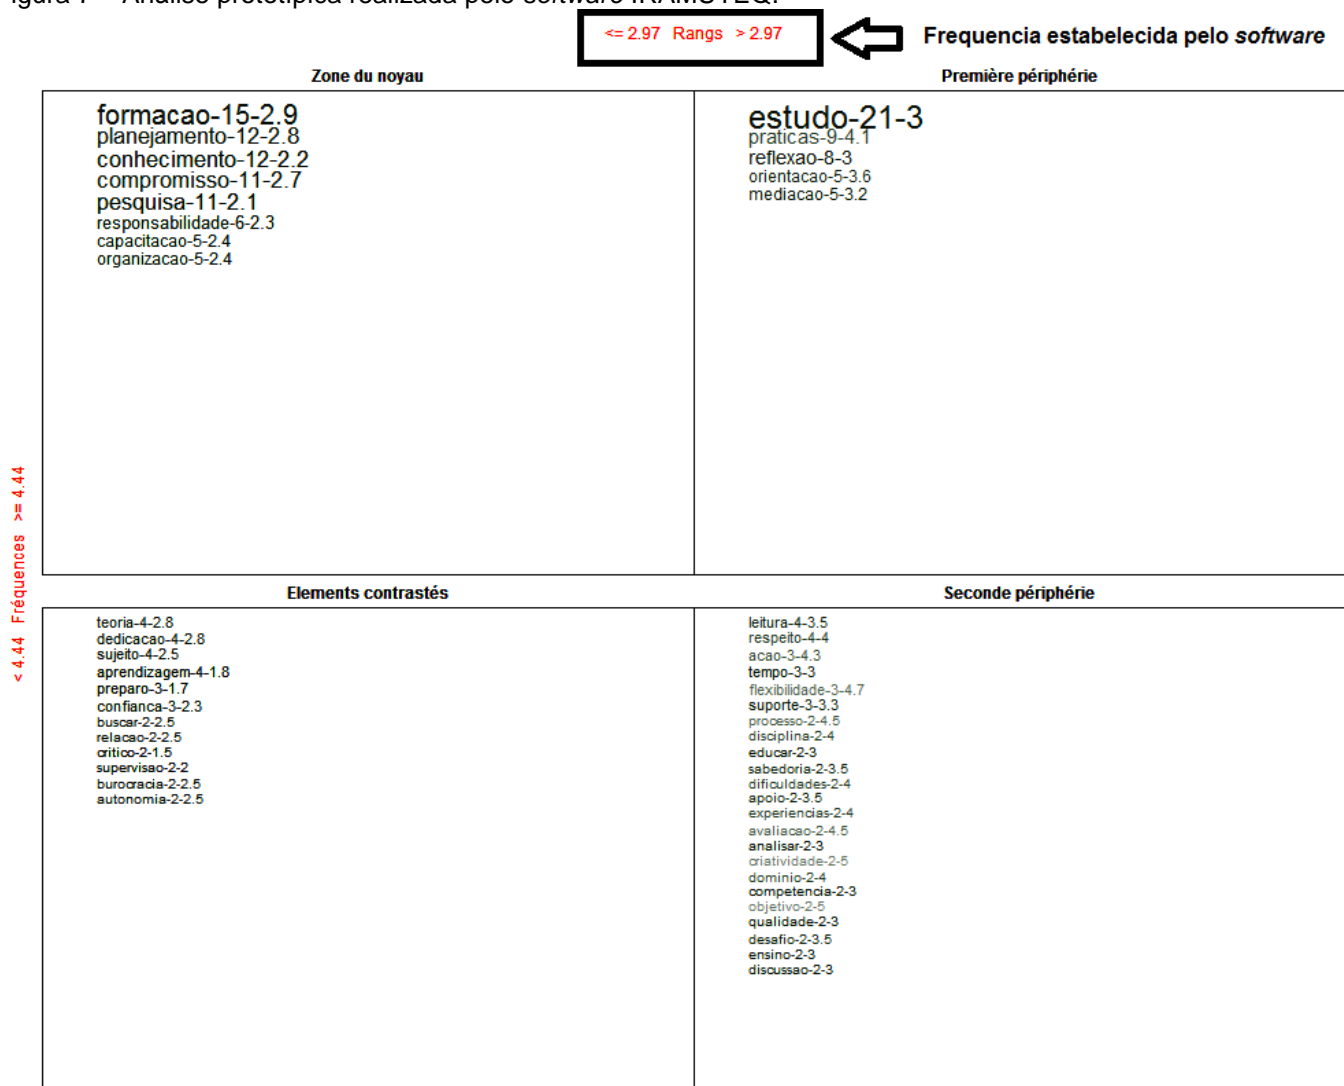 igura 7 – Análise prototípica realizada pelo software IRAMUTEQ.
<= 2.97 Rangs > 2.97
Frequencia estabelecida pelo software
Zone du noyau
Première périphérie
formacao-15-2.9
planejamento-12-2.8
conhecimento-12-2.2
compromisso-11-2.7
pesquisa-11-2.1
responsabilidade-6-2.3
capacitacao-5-2.4
organizacao-5-2.4
estudo-21-3
praticas-9-4.1
reflexao-8-3
orientacao-5-3.6
mediacao-5-3.2
< 4.44 Fréquences >= 4.44
Elements contrastés
Seconde périphérie
teoria-4-2.8
dedicacao-4-2.8
sujeito-4-2.5
aprendizagem-4-1.8
preparo-3-1.7
confianca-3-2.3
buscar-2-2.5
relacao-2-2.5
critico-2-1.5
supervisao-2-2
burocracia-2-2.5
autonomia-2-2.5
leitura-4-3.5
respeito-4-4
acao-3-4.3
tempo-3-3
flexibilidade-3-4.7
suporte-3-3.3
processo-2-4.5
disciplina-2-4
educar-2-3
sabedoria-2-3.5
dificuldades-2-4
apoio-2-3.5
experiencias-2-4
avaliacao-2-4.5
analisar-2-3
criatividade-2-5
dominio-2-4
competencia-2-3
objetivo-2-5
qualidade-2-3
desafio-2-3.5
ensino-2-3
discussao-2-3